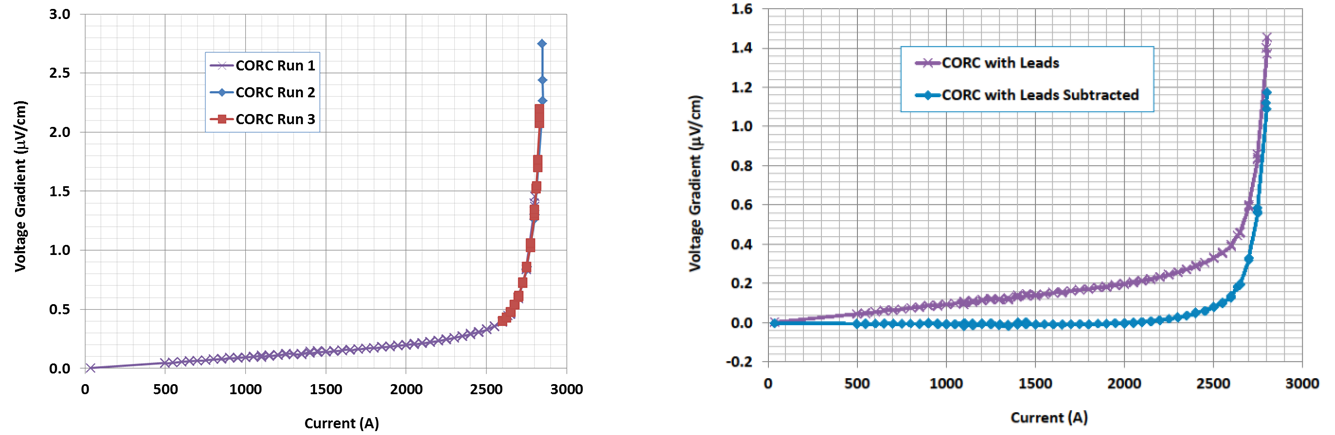 3.0
2.5
2.0
1.5
1.0
0.5
0.0
Voltage Gradient (μV/cm)
CORC Run 1
CORC Run 2
CORC Run 3
0 500 1000 1500 2000 2500 3000
Current (A)
1.6
1.4
1.2
1.0
0.8
0.6
0.4
0.2
0.0
-0.2
Voltage Gradient (μV/cm)
CORC with Leads
CORC with Leads Subtracted
0 500 1000 1500 2000 2500 3000
Current (A)